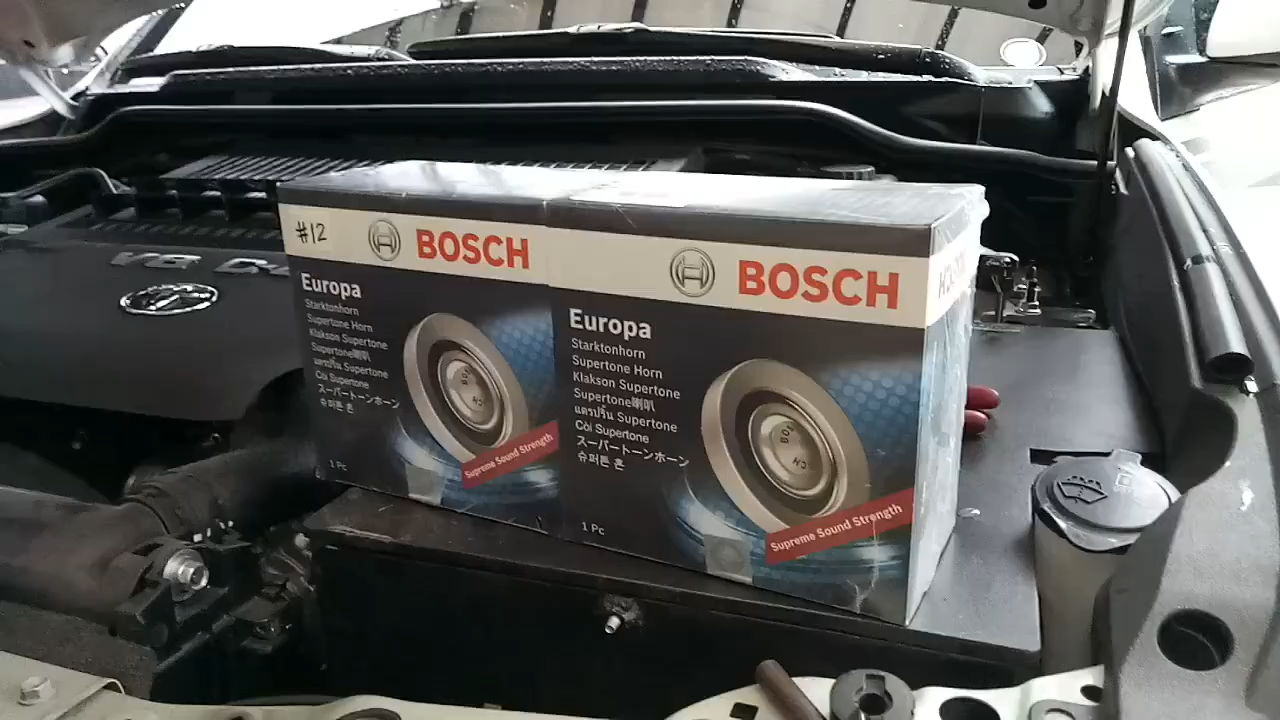 #12
BOSCH
Europa
Starktonhorn
Supertone Horn
Klakson Supertone
Supertone喇叭
แตรปริ้น Supertone
Còi Supertone
スーパートーンホーン
슈퍼톤 혼
Supreme Sound Strength
1 Pc
BOSCH
Europa
Starktonhorn
Supertone Horn
Klakson Supertone
Supertone喇叭
แตรปริ้น Supertone
Còi Supertone
スーパートーンホーン
슈퍼톤 혼
Supreme Sound Strength
1 Pc
V8